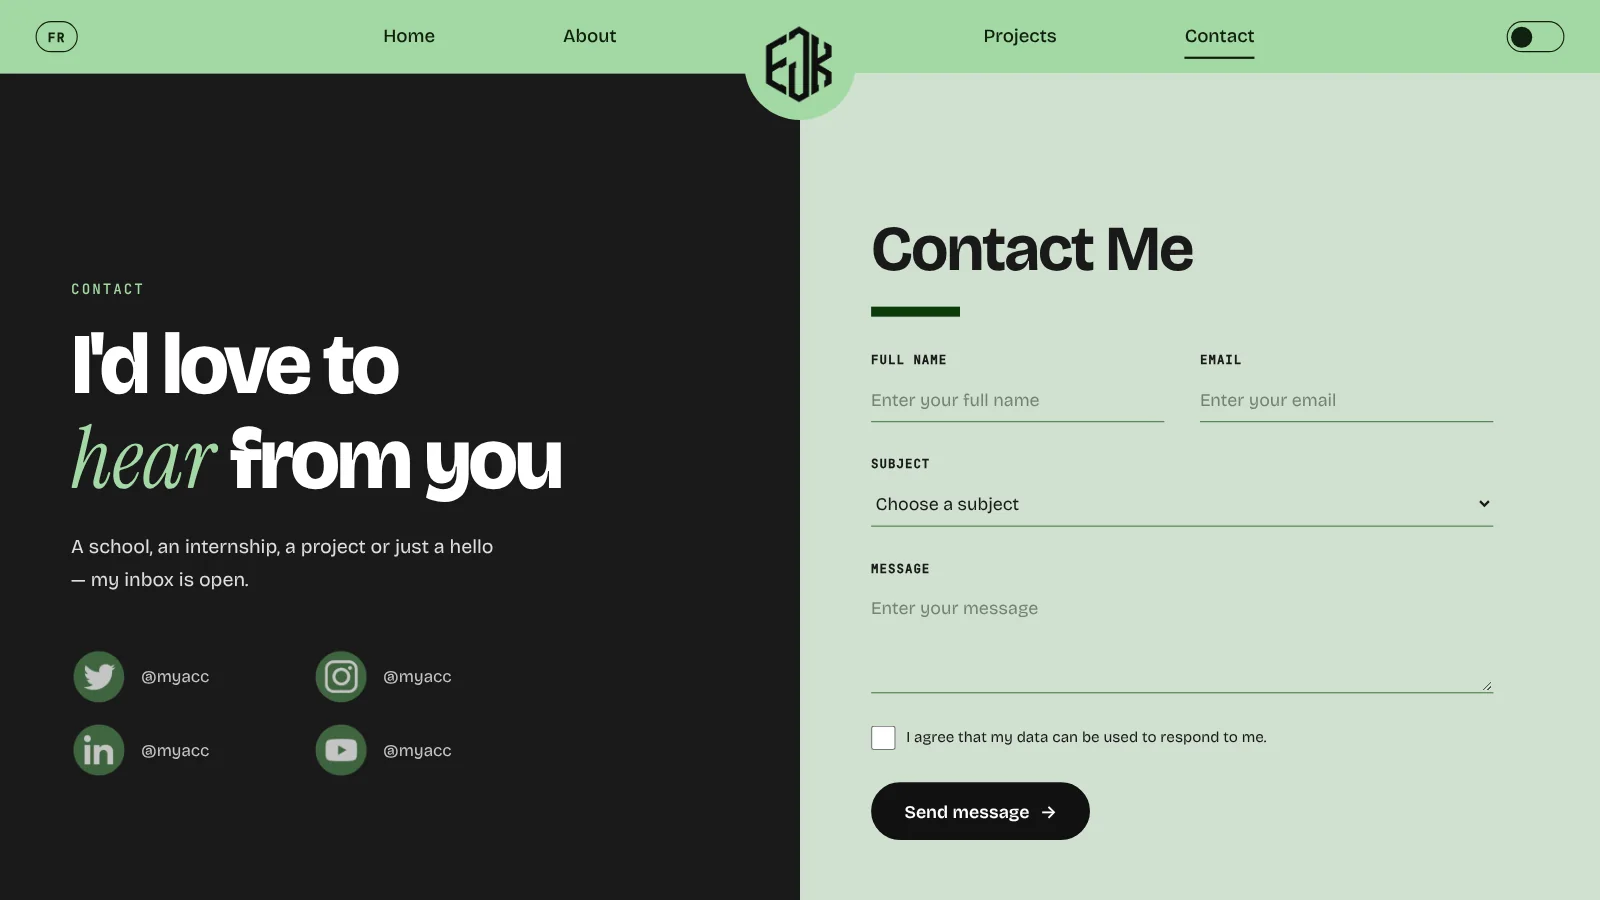 FR
Home
About
EJK
Projects
Contact
CONTACT
I'd love to
hear from you
A school, an internship, a project or just a hello
— my inbox is open.
@myacc
@myacc
@myacc
@myacc
Contact Me
FULL NAME
EMAIL
Enter your full name
Enter your email
SUBJECT
Choose a subject
MESSAGE
Enter your message
I agree that my data can be used to respond to me.
Send message →